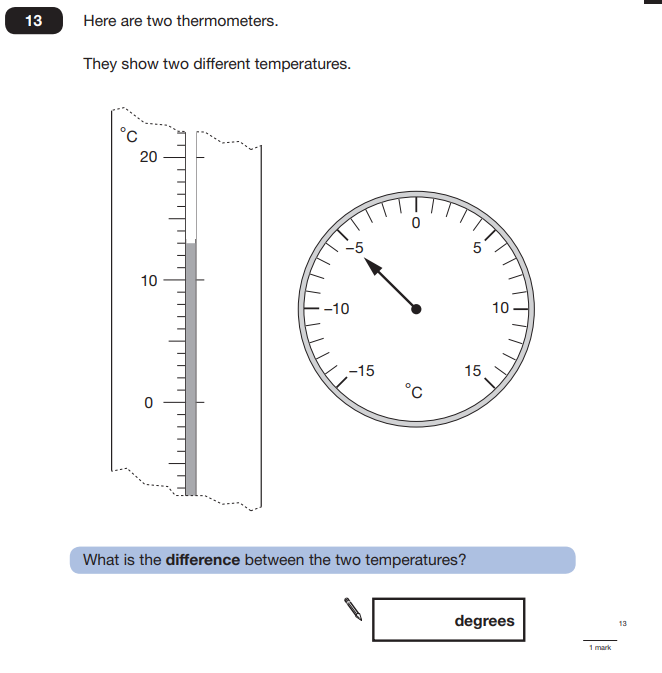 13
Here are two thermometers.
They show two different temperatures.
°C
20
10
0
0
–5
5
–10
10
–15
15
°C
What is the difference between the two temperatures?
degrees
13
1 mark